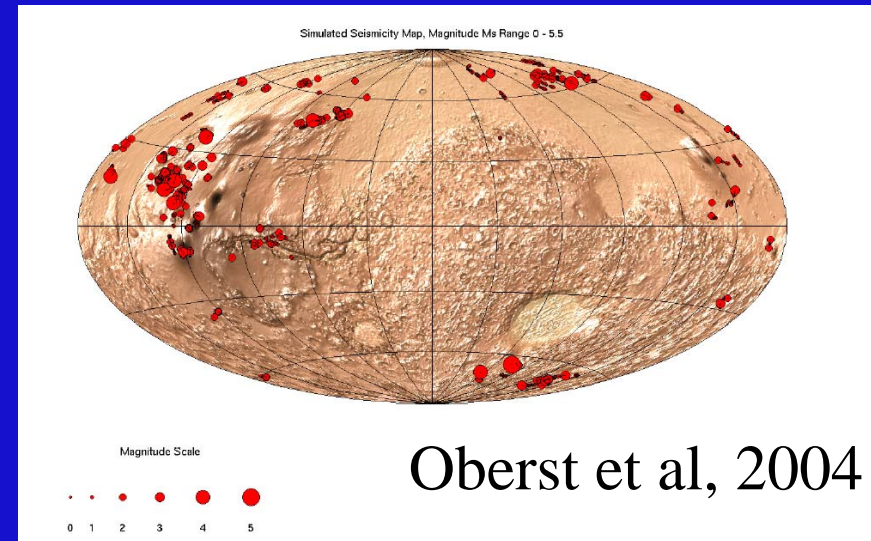 Simulated Seismicity Map, Magnitude Ms Range 0 - 5.5
Magnitude Scale
Oberst et al, 2004
0 1 2 3 4 5